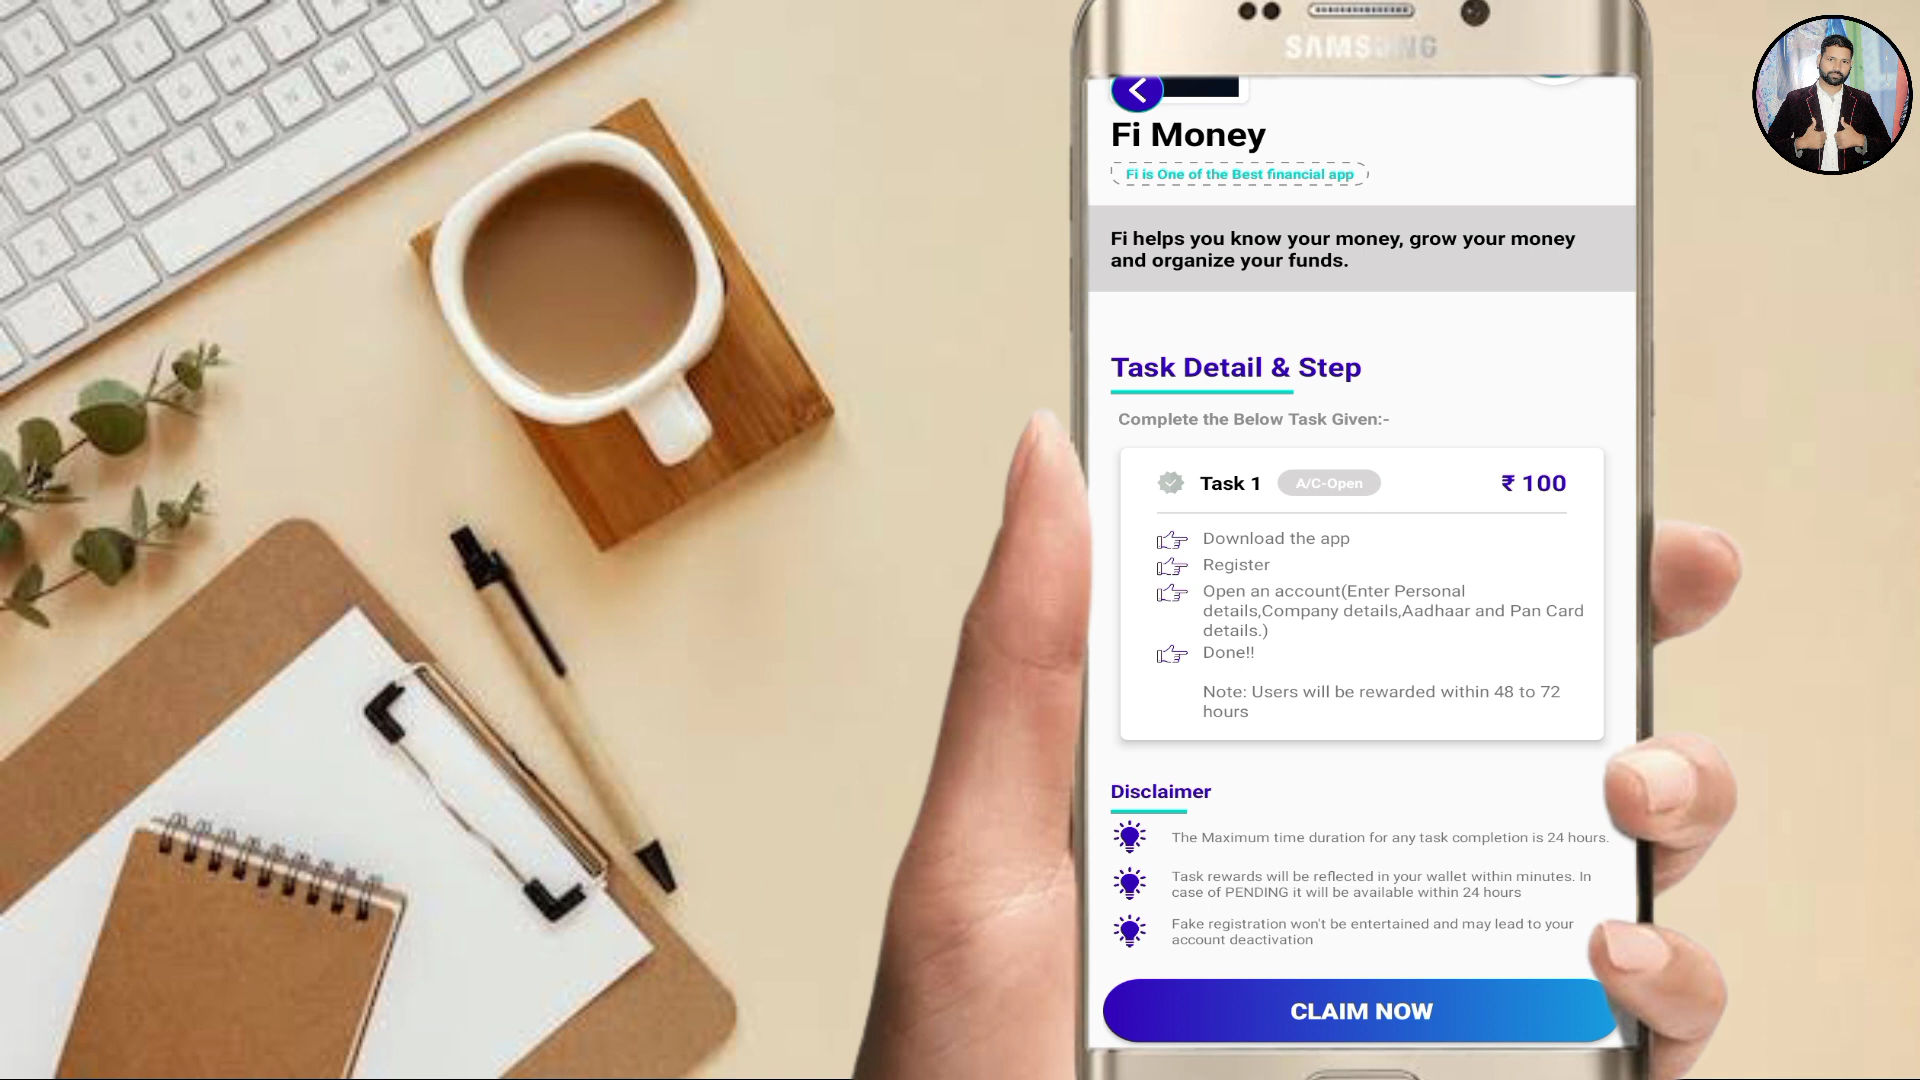 SAMSUNG
Fi Money
Fi is One of the Best financial app
Fi helps you know your money, grow your money
and organize your funds.
Task Detail & Step
Complete the Below Task Given:-
Task 1 A/C-Open ₹ 100
Download the app
Register
Open an account(Enter Personal
details,Company details,Aadhaar and Pan Card
details.)
Done!!
Note: Users will be rewarded within 48 to 72
hours
Disclaimer
The Maximum time duration for any task completion is 24 hours.
Task rewards will be reflected in your wallet within minutes. In
case of PENDING it will be available within 24 hours
Fake registration won't be entertained and may lead to your
account deactivation
CLAIM NOW